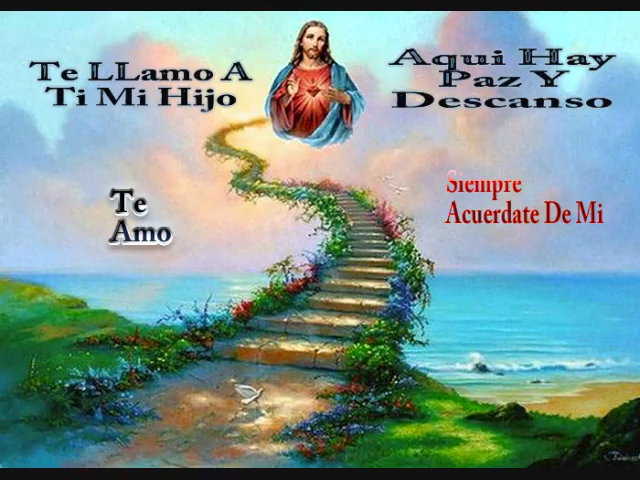 Te LLamo A
Ti Mi Hijo
Aqui Hay
Paz Y
Descanso
Te
Amo
Siempre
Acuerdate De Mi